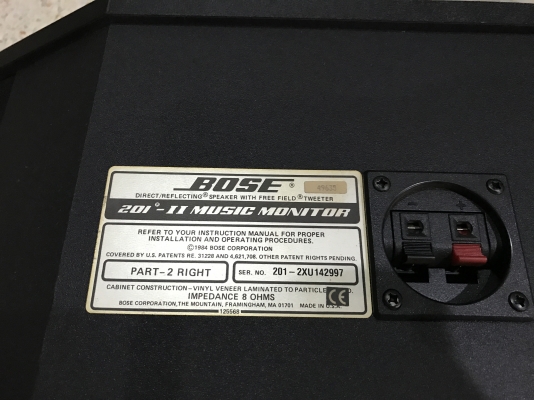 BOSE®
DIRECT/REFLECTING® SPEAKER WITH FREE FIELD® TWEETER
201®-II MUSIC MONITOR
REFER TO YOUR INSTRUCTION MANUAL FOR PROPER
INSTALLATION AND OPERATING PROCEDURES.
©1984 BOSE CORPORATION
COVERED BY U.S. PATENTS RE. 31228 AND 4,621,708. OTHER PATENT RIGHTS PENDING.
PART-2 RIGHT
SER. NO. 201-2XU142997
CABINET CONSTRUCTION-VINYL VENEER LAMINATED TO
IMPEDANCE 8 OHMS
BOSE CORPORATION, THE MOUNTAIN, FRAMINGHAM, MA 01701 MADE IN
CE
125568